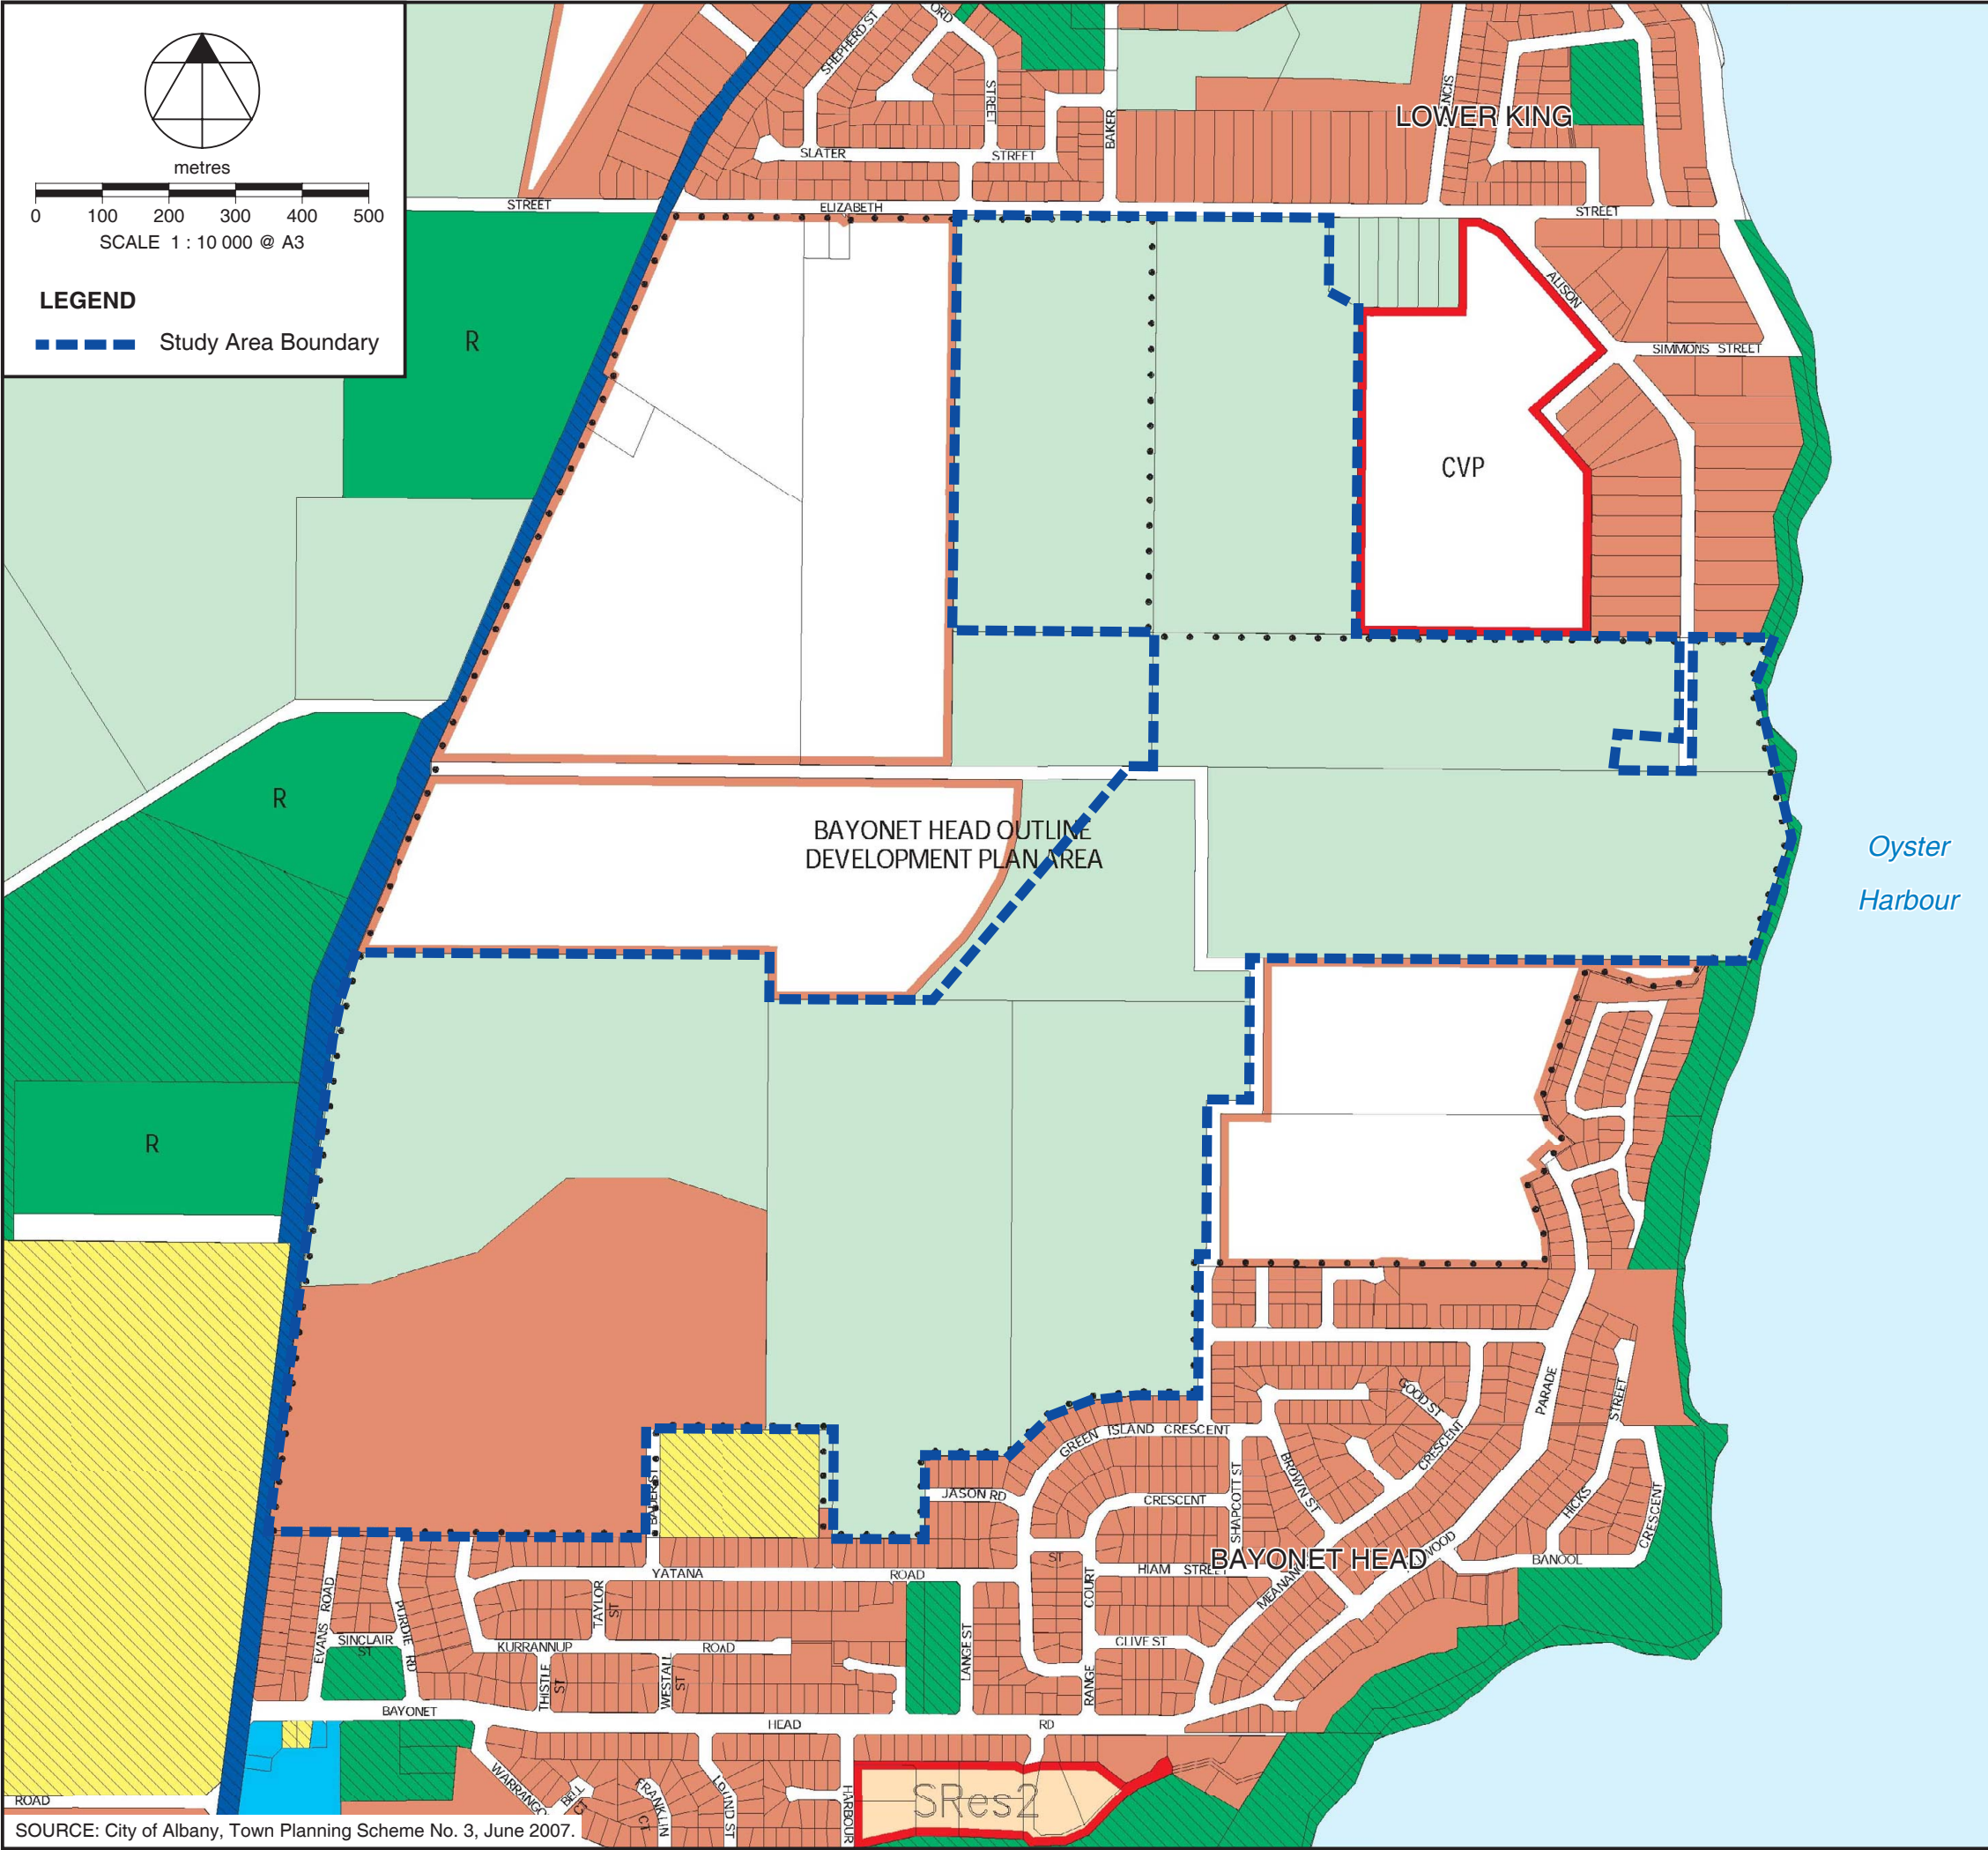 metres
0 100 200 300 400 500
SCALE 1 : 10 000 @ A3
LEGEND
Study Area Boundary
SHEPHERD ST
ORD
STREET
SLATER
STREET
BAKER
NCIS
LOWER KING
STREET
ELIZABETH
STREET
R
ALISON
SIMMONS STREET
CVP
R
BAYONET HEAD OUTLINE
DEVELOPMENT PLAN AREA
Oyster
Harbour
R
GOOD ST
PARADE
STREET
GREEN ISLAND CRESCENT
CRESCENT
BROWN ST
SHAPCOTT ST
JASON RD
CRESCENT
HICKS
CRESCENT
BANOOL
WOOD
BAYONET HEAD
HIAM STREET
ST
COURT
YATANA
ROAD
TAYLOR
ST
EVANS ROAD
PURDIE RD
SINCLAIR
ST
KURRANNUP
ROAD
THISTLE
ST
WESTALL
ST
LANCE ST
CLIVE ST
RANGE
BAYONET
HEAD
RD
WARRANGO
BELL
CT
FRANKLIN
CT
LOUND ST
HARBOUR
SRes2
ROAD
SOURCE: City of Albany, Town Planning Scheme No. 3, June 2007.